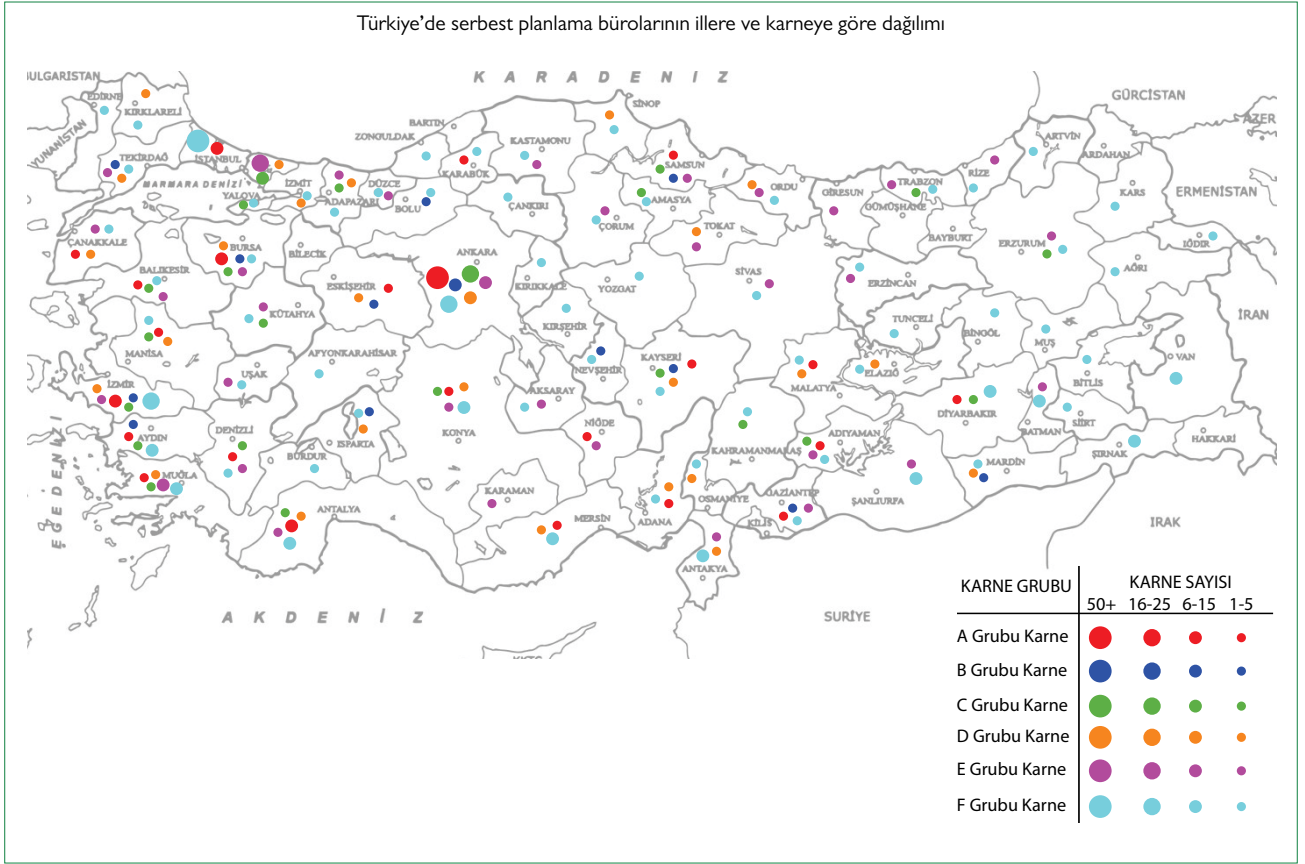 Türkiye'de serbest planlama bürolarının illere ve karneye göre dağılımı
K A R A D E N İ Z
ULGARİSTAN
GÜRCİSTAN
EDİRNE
KIRKLARELİ
SİNOP
AZER
YUNANİSTAN
BARTIN
ZONGULDAK
KASTAMONU
ARTVİN
ARDAHAN
TEKİRDAĞ
İSTANBUL
KARABÜK
SAMSUN
MARMARA DENİZİ
İZMİT
DÜZCE
ORDU
GİRESUN
TRABZON
RİZE
KARS
ERMENİSTAN
YALOVA
ADAPAZARI
BOLU
ÇANKIRI
AMASYA
GÜMÜŞHANE
ÇANAKKALE
BURSA
BİLECİK
ANKARA
ÇORUM
TOKAT
BAYBURT
ERZURUM
IĞDIR
BALIKESİR
ESKİŞEHİR
KIRIKKALE
YOZGAT
SİVAS
ERZİNCAN
AĞRI
KÜTAHYA
KIRŞEHİR
TUNCELİ
BİNGÖL
MUŞ
İRAN
MANİSA
AFYONKARAHİSAR
UŞAK
NEVŞEHİR
KAYSERİ
MALATYA
ELAZIĞ
BİTLİS
VAN
İZMİR
AKSARAY
DİYARBAKIR
BATMAN
SİİRT
HAKKARİ
AYDIN
DENİZLİ
ISPARTA
KONYA
NİĞDE
KAHRAMANMARAŞ
ADIYAMAN
ŞIRNAK
EGEDENİZİ
BURDUR
MARDİN
MUĞLA
KARAMAN
OSMANİYE
GAZİANTEP
ŞANLIURFA
ANTALYA
MERSİN
ADANA
KİLİS
IRAK
ANTAKYA
A K D E N İ Z
SURİYE
KKTC
KARNE GRUBU KARNE SAYISI
50+ 16-25 6-15 1-5
A Grubu Karne
B Grubu Karne
C Grubu Karne
D Grubu Karne
E Grubu Karne
F Grubu Karne